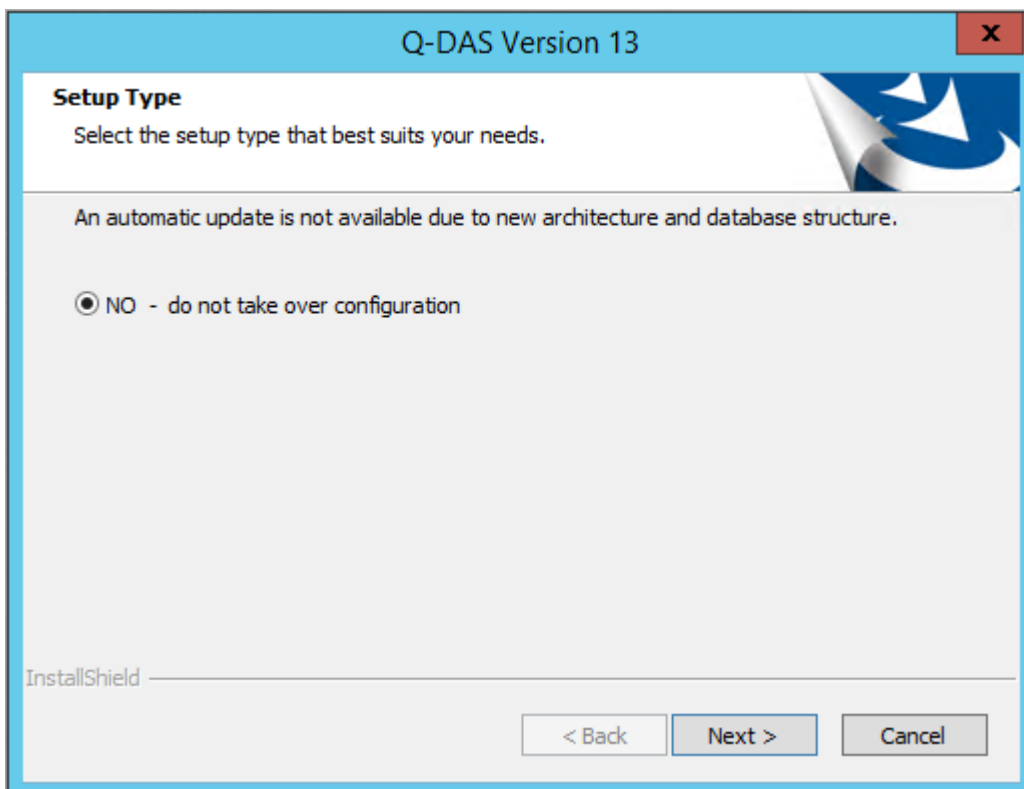 Q-DAS Version 13
x
Setup Type
Select the setup type that best suits your needs.
An automatic update is not available due to new architecture and database structure.
NO - do not take over configuration
InstallShield
< Back
Next >
Cancel